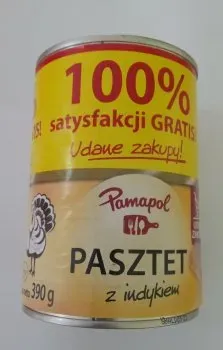 100%
satysfakcji GRATIS!
Udane zakupy!
Pamapol
PASZTET
z indykiem
390 g